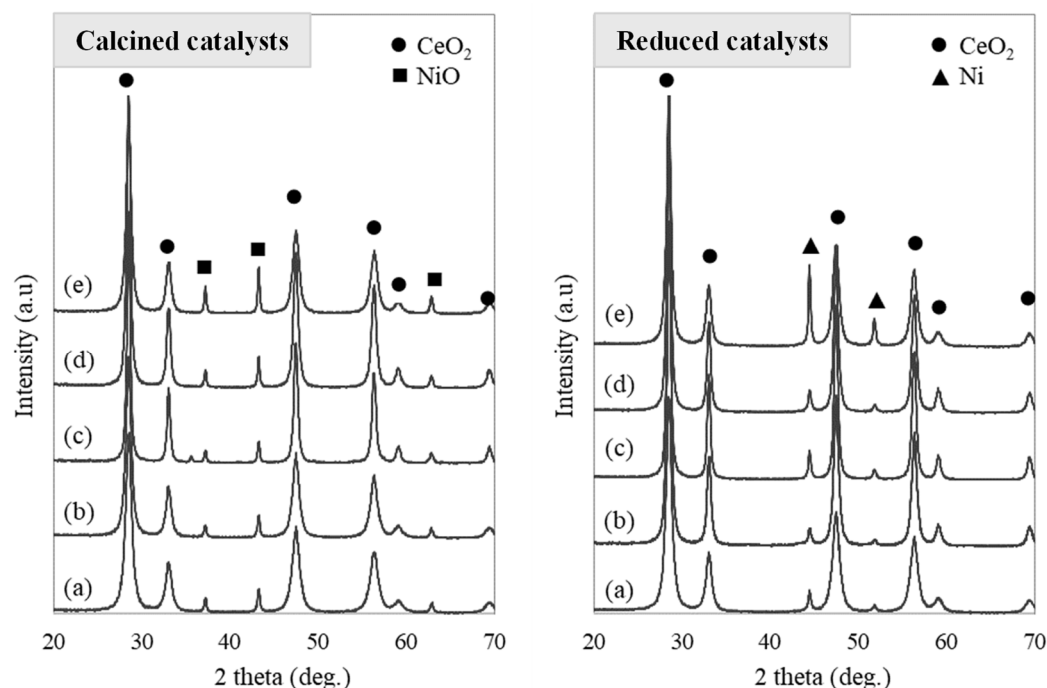 Calcined catalysts
● CeO₂
■ NiO
(e)
(d)
(c)
(b)
(a)
Intensity (a.u)
20 30 40 50 60 70
2 theta (deg.)
Reduced catalysts
● CeO₂
▲ Ni
(e)
(d)
(c)
(b)
(a)
Intensity (a.u)
20 30 40 50 60 70
2 theta (deg.)